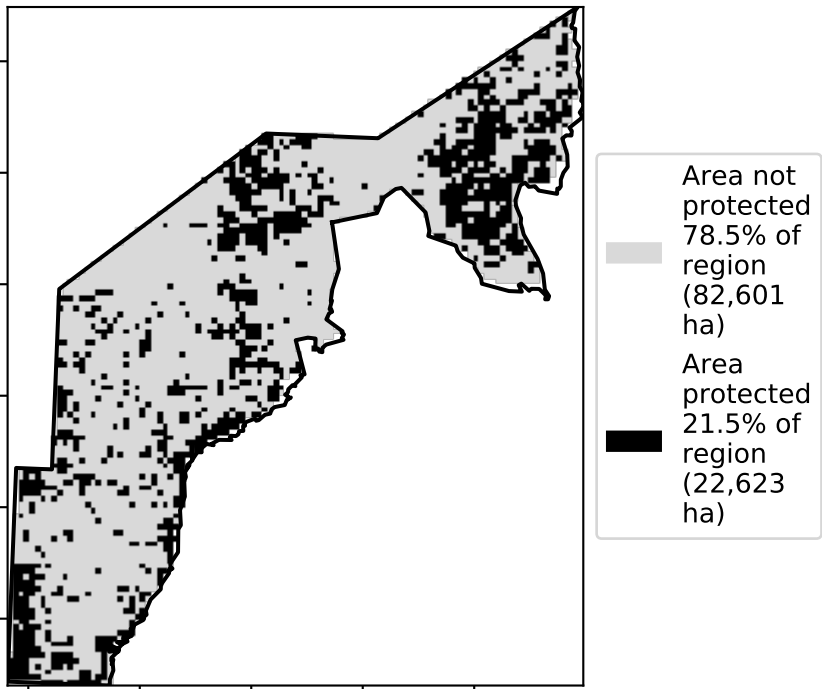 Area not
protected
78.5% of
region
(82,601
ha)
Area
protected
21.5% of
region
(22,623
ha)